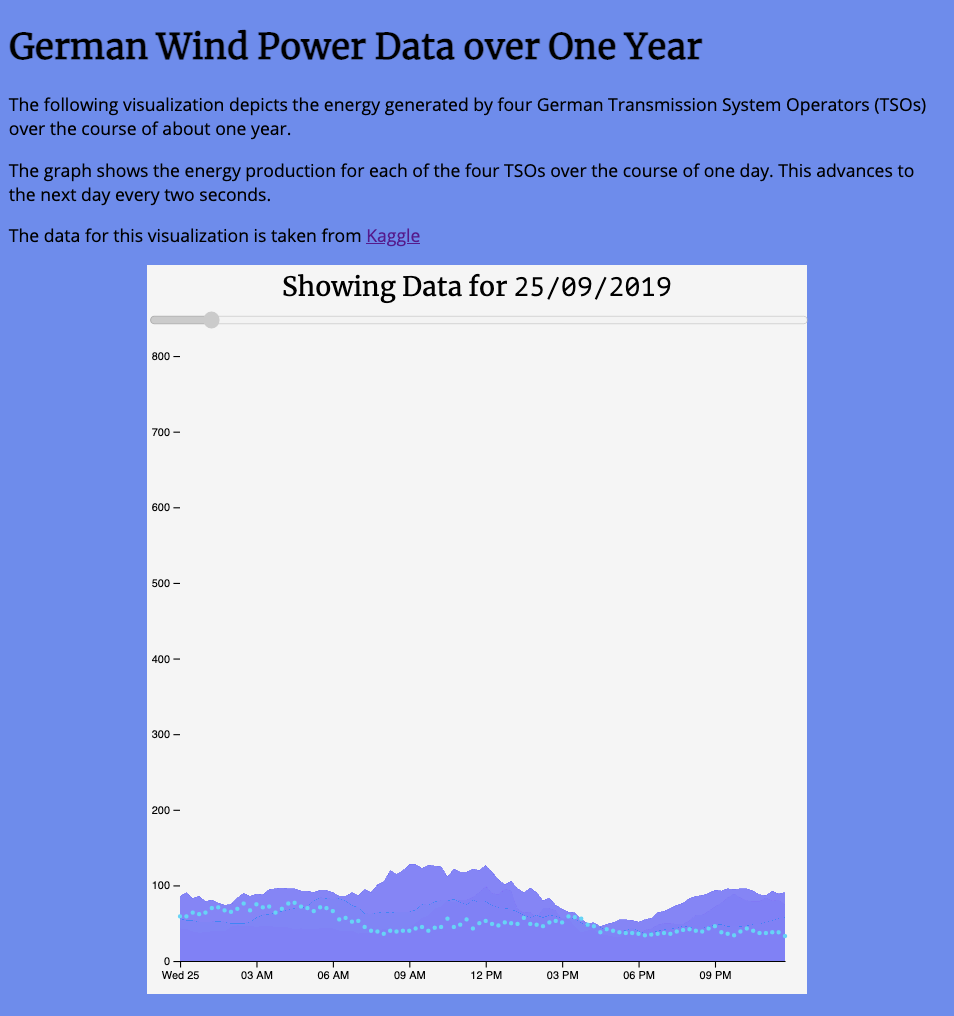 German Wind Power Data over One Year
The following visualization depicts the energy generated by four German Transmission System Operators (TSOs)
over the course of about one year.
The graph shows the energy production for each of the four TSOs over the course of one day. This advances to
the next day every two seconds.
The data for this visualization is taken from Kaggle
Showing Data for 25/09/2019
800
700
600
500
400
300
200
100
0
Wed 25 03 AM 06 AM 09 AM 12 PM 03 PM 06 PM 09 PM